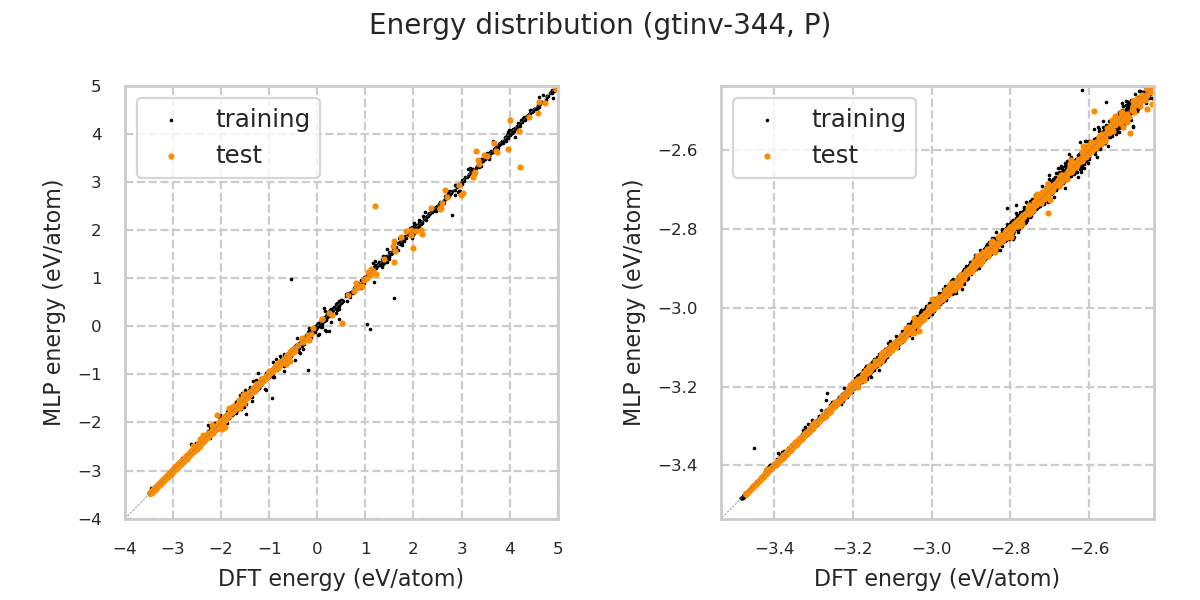 Energy distribution (gtinv-344, P)
training
test
5
4
3
2
1
0
−1
−2
−3
−4
−4 −3 −2 −1 0 1 2 3 4 5
MLP energy (eV/atom)
DFT energy (eV/atom)
training
test
−2.6
−2.8
−3.0
−3.2
−3.4
−3.4 −3.2 −3.0 −2.8 −2.6
MLP energy (eV/atom)
DFT energy (eV/atom)